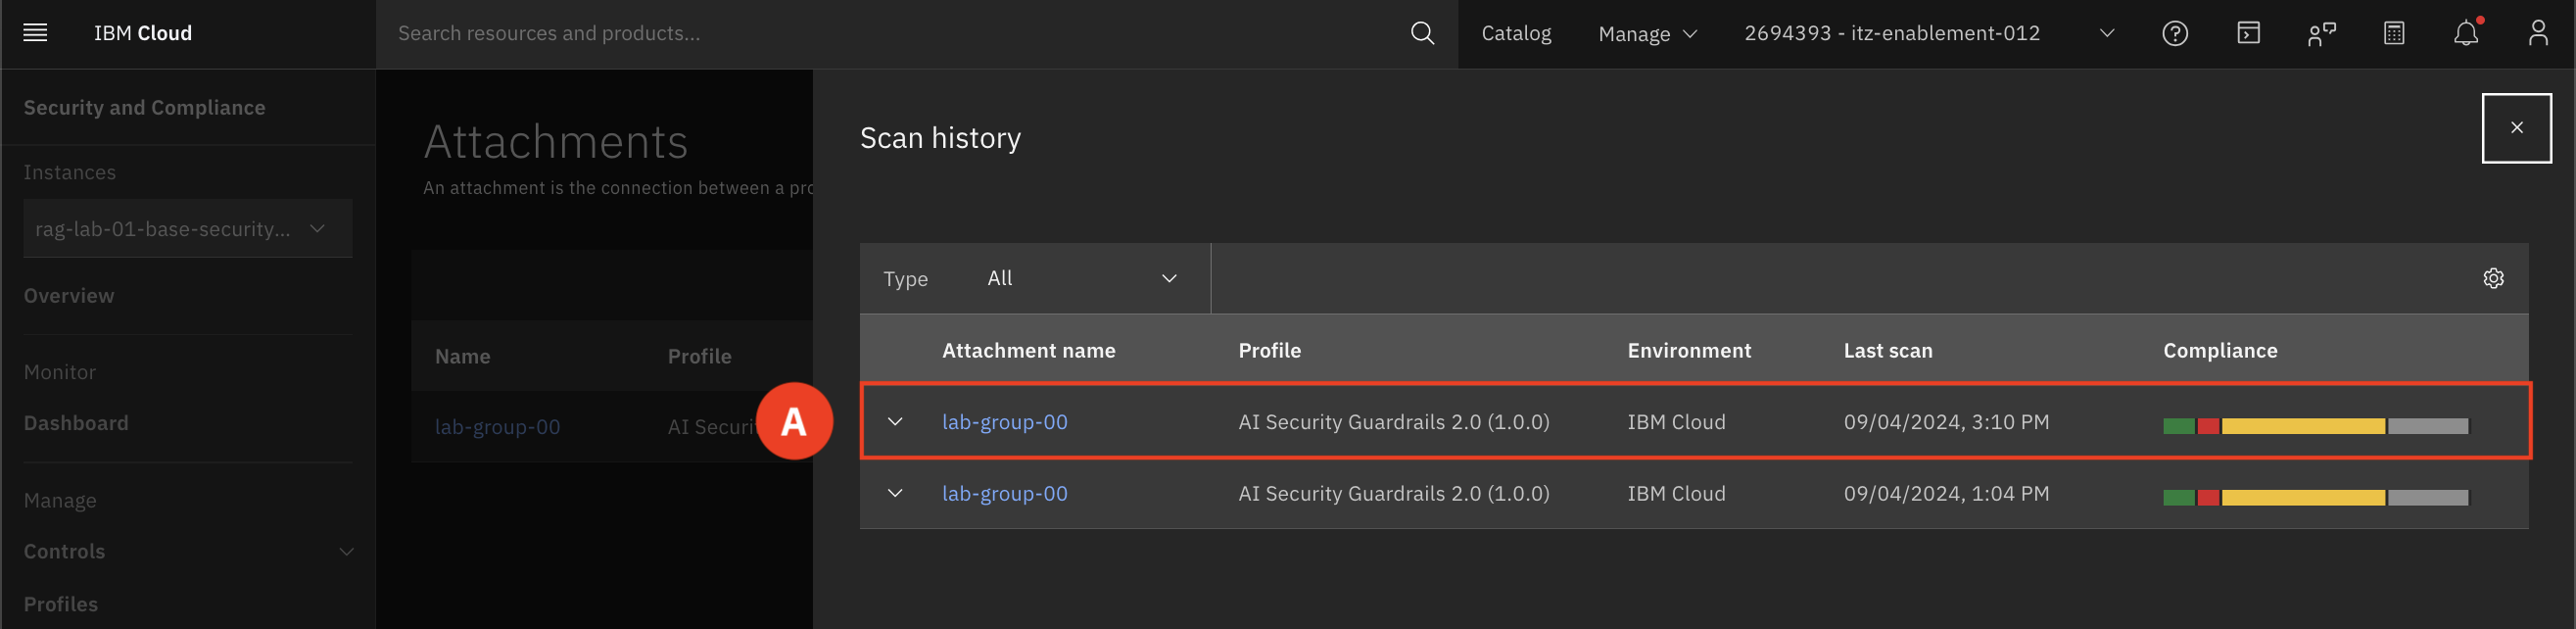 IBM Cloud
Search resources and products...
Catalog
Manage
2694393 - itz-enablement-012
Security and Compliance
Instances
rag-lab-01-base-security...
Overview
Monitor
Dashboard
Manage
Controls
Profiles
Attachments
An attachment is the connection between a pro
Name Profile
lab-group-00 AI Securi
A
Scan history
Type All
Attachment name Profile Environment Last scan Compliance
lab-group-00 AI Security Guardrails 2.0 (1.0.0) IBM Cloud 09/04/2024, 3:10 PM
lab-group-00 AI Security Guardrails 2.0 (1.0.0) IBM Cloud 09/04/2024, 1:04 PM